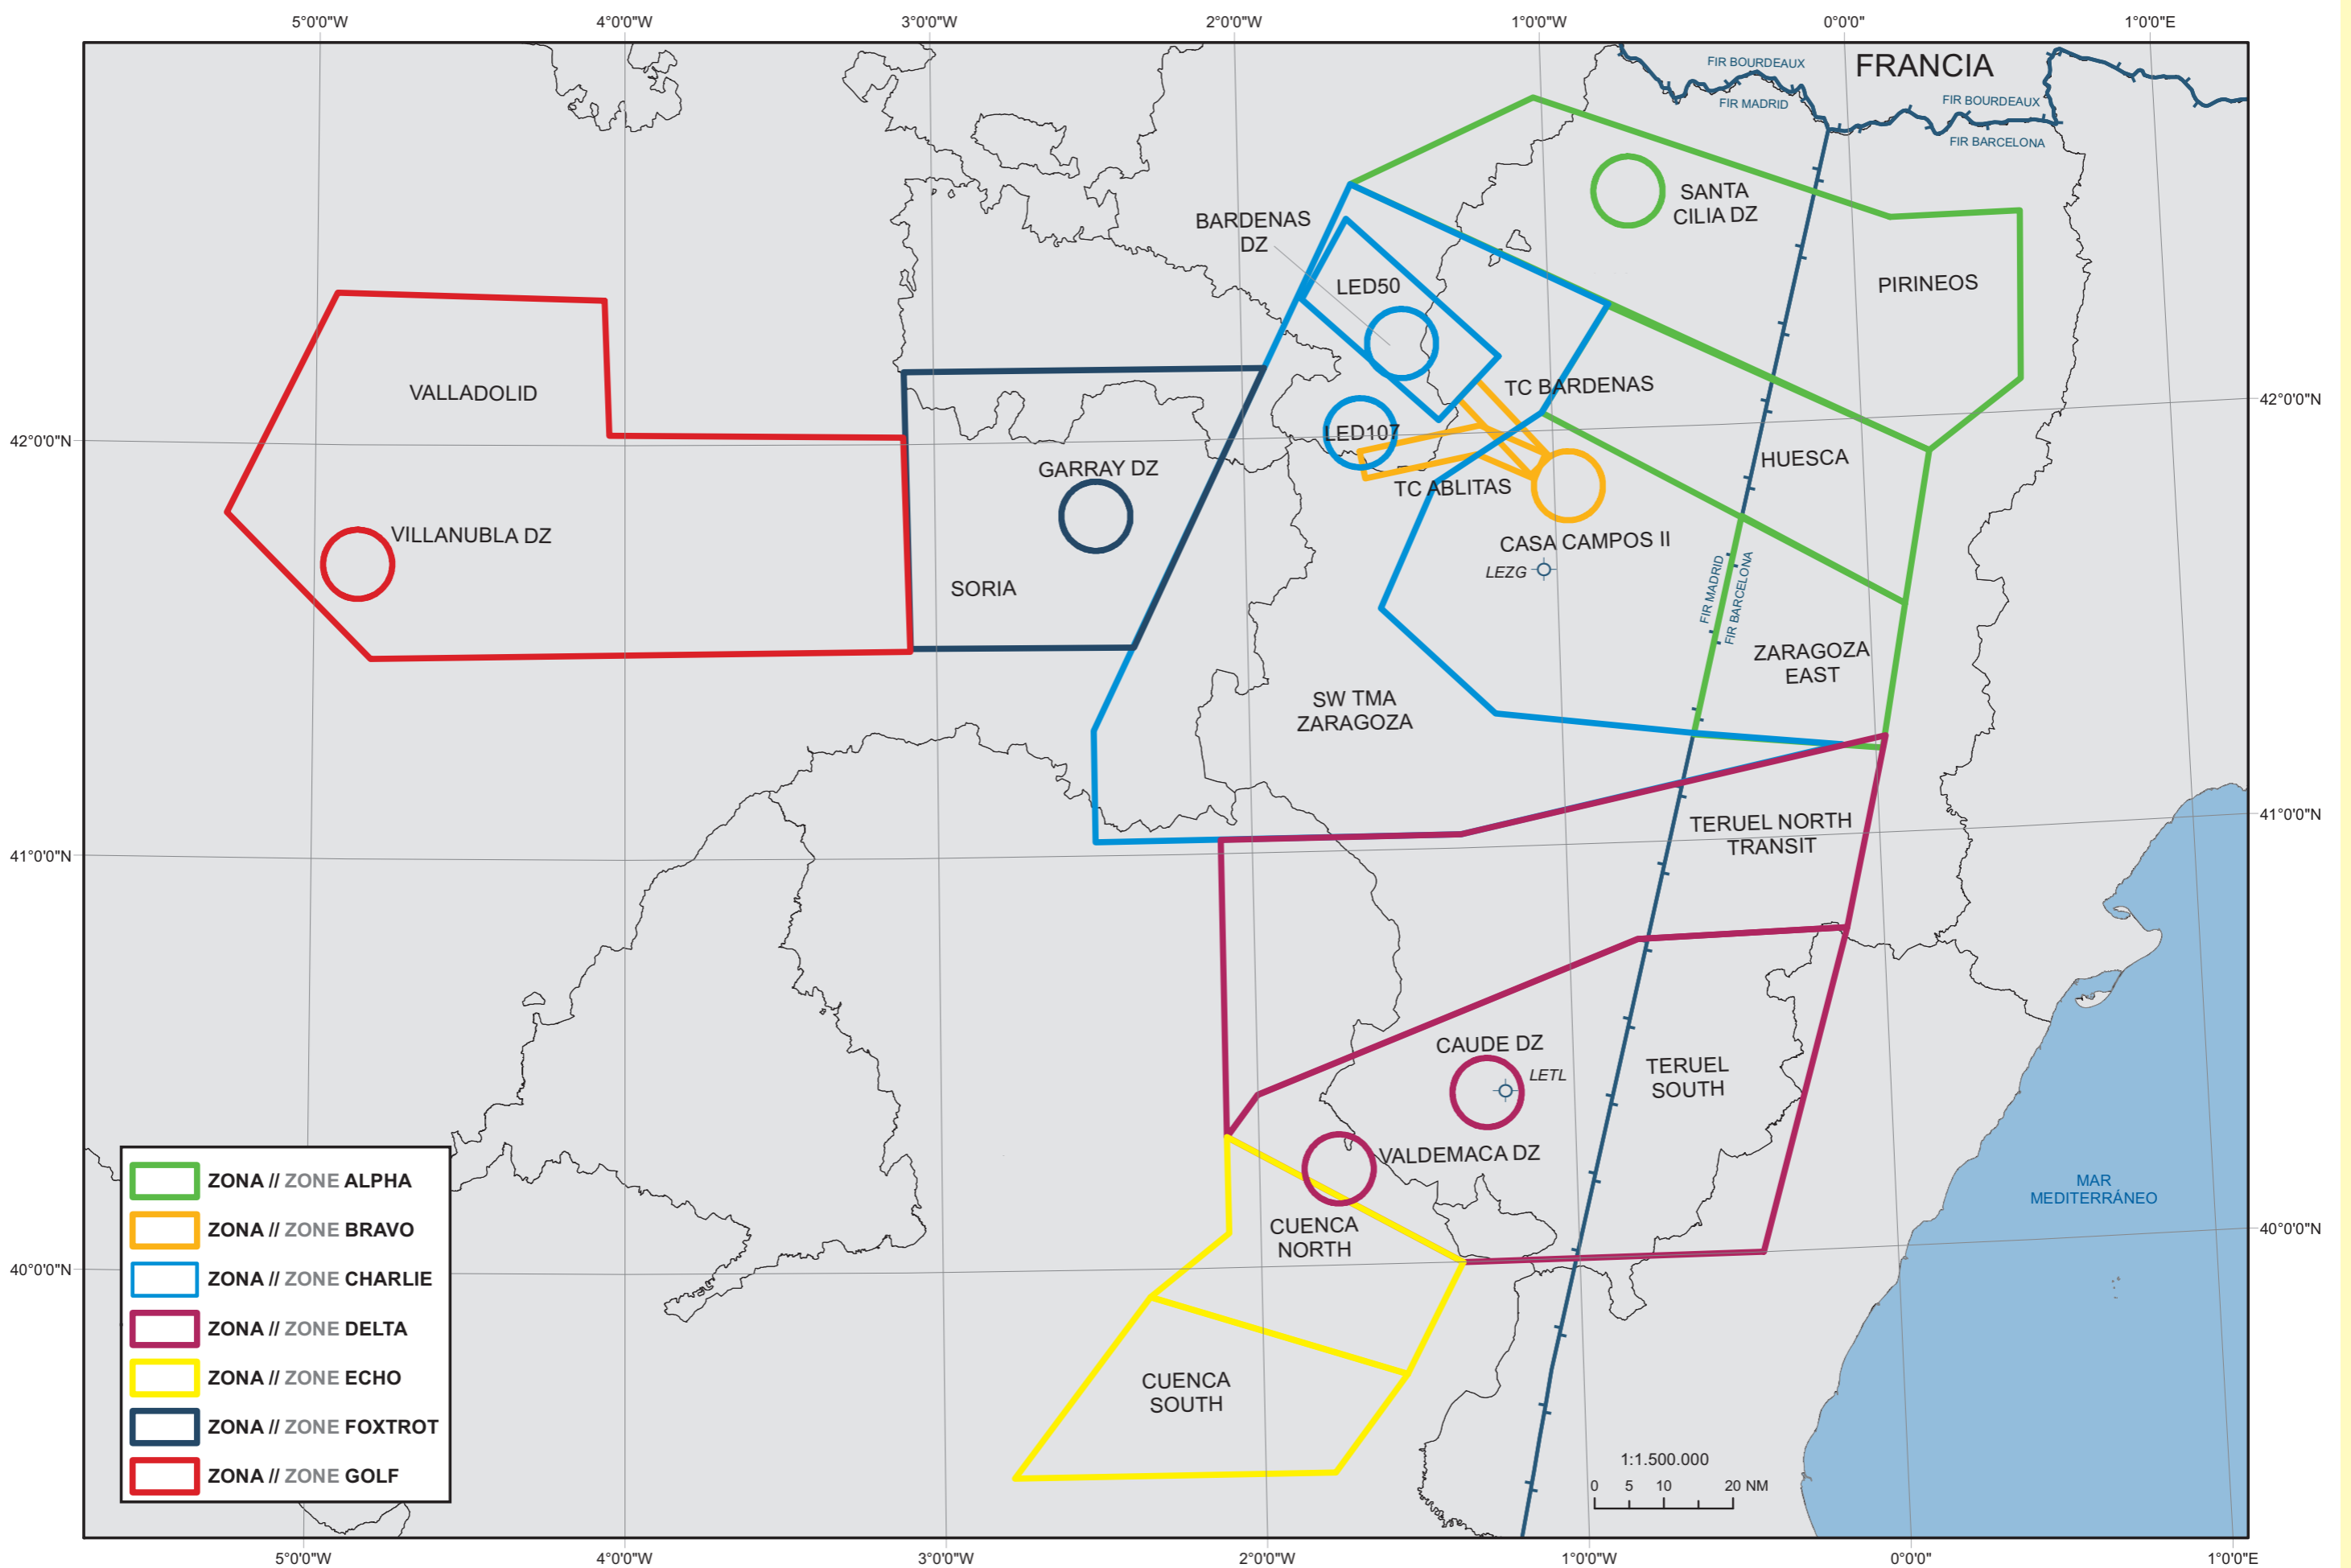 5°0'0"W
4°0'0"W
3°0'0"W
2°0'0"W
1°0'0"W
0°0'0"
1°0'0"E
FRANCIA
FIR BOURDEAUX
FIR MADRID
FIR BOURDEAUX
FIR BARCELONA
SANTA
CILIA DZ
BARDENAS
DZ
LED50
PIRINEOS
VALLADOLID
TC BARDENAS
42°0'0"N
42°0'0"N
LED107
HUESCA
GARRAY DZ
TC ABLITAS
VILLANUBLA DZ
CASA CAMPOS II
LEZG
SORIA
FIR MADRID
FIR BARCELONA
ZARAGOZA
EAST
SW TMA
ZARAGOZA
41°0'0"N
41°0'0"N
TERUEL NORTH
TRANSIT
CAUDE DZ
LETL
TERUEL
SOUTH
VALDEMACA DZ
MAR
MEDITERRÁNEO
CUENCA
NORTH
40°0'0"N
40°0'0"N
CUENCA
SOUTH
ZONA // ZONE ALPHA
ZONA // ZONE BRAVO
ZONA // ZONE CHARLIE
ZONA // ZONE DELTA
ZONA // ZONE ECHO
ZONA // ZONE FOXTROT
ZONA // ZONE GOLF
1:1.500.000
0 5 10 20 NM
5°0'0"W
4°0'0"W
3°0'0"W
2°0'0"W
1°0'0"W
0°0'0"
1°0'0"E